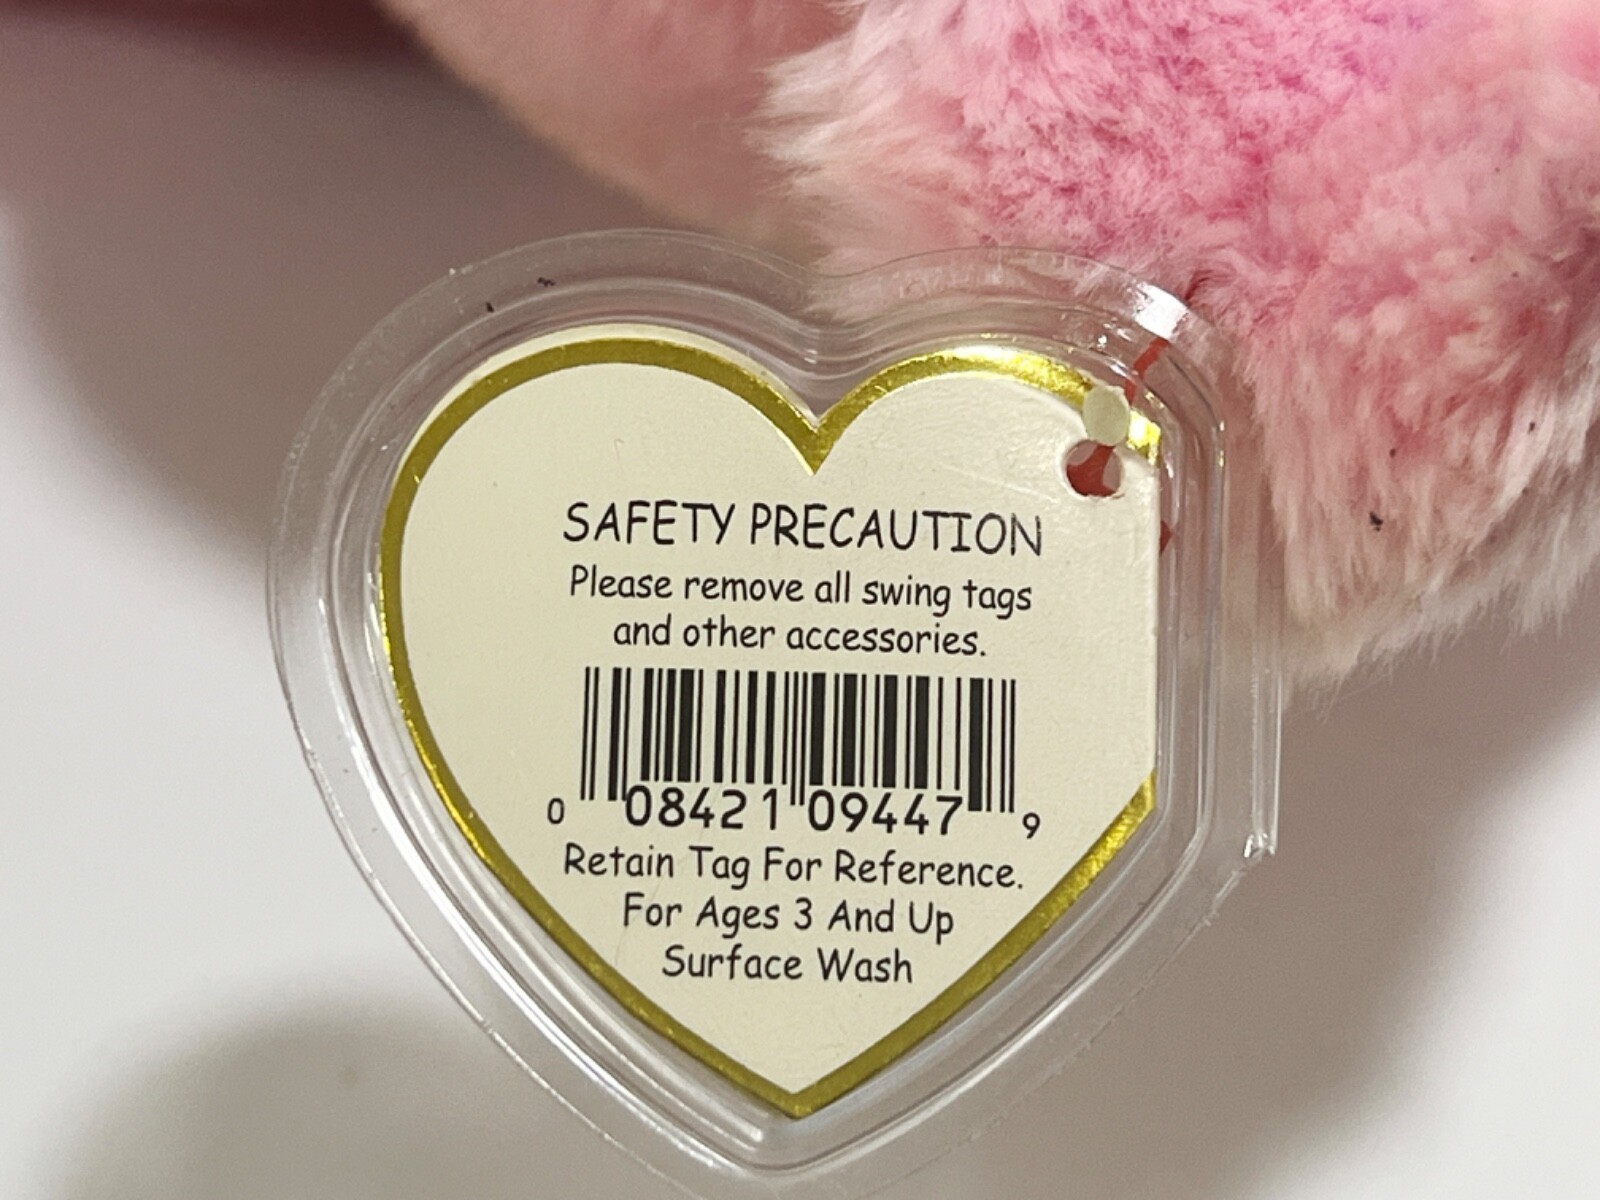 SAFETY PRECAUTION
Please remove all swing tags
and other accessories.
0 08421 09447 9
Retain Tag For Reference.
For Ages 3 And Up
Surface Wash